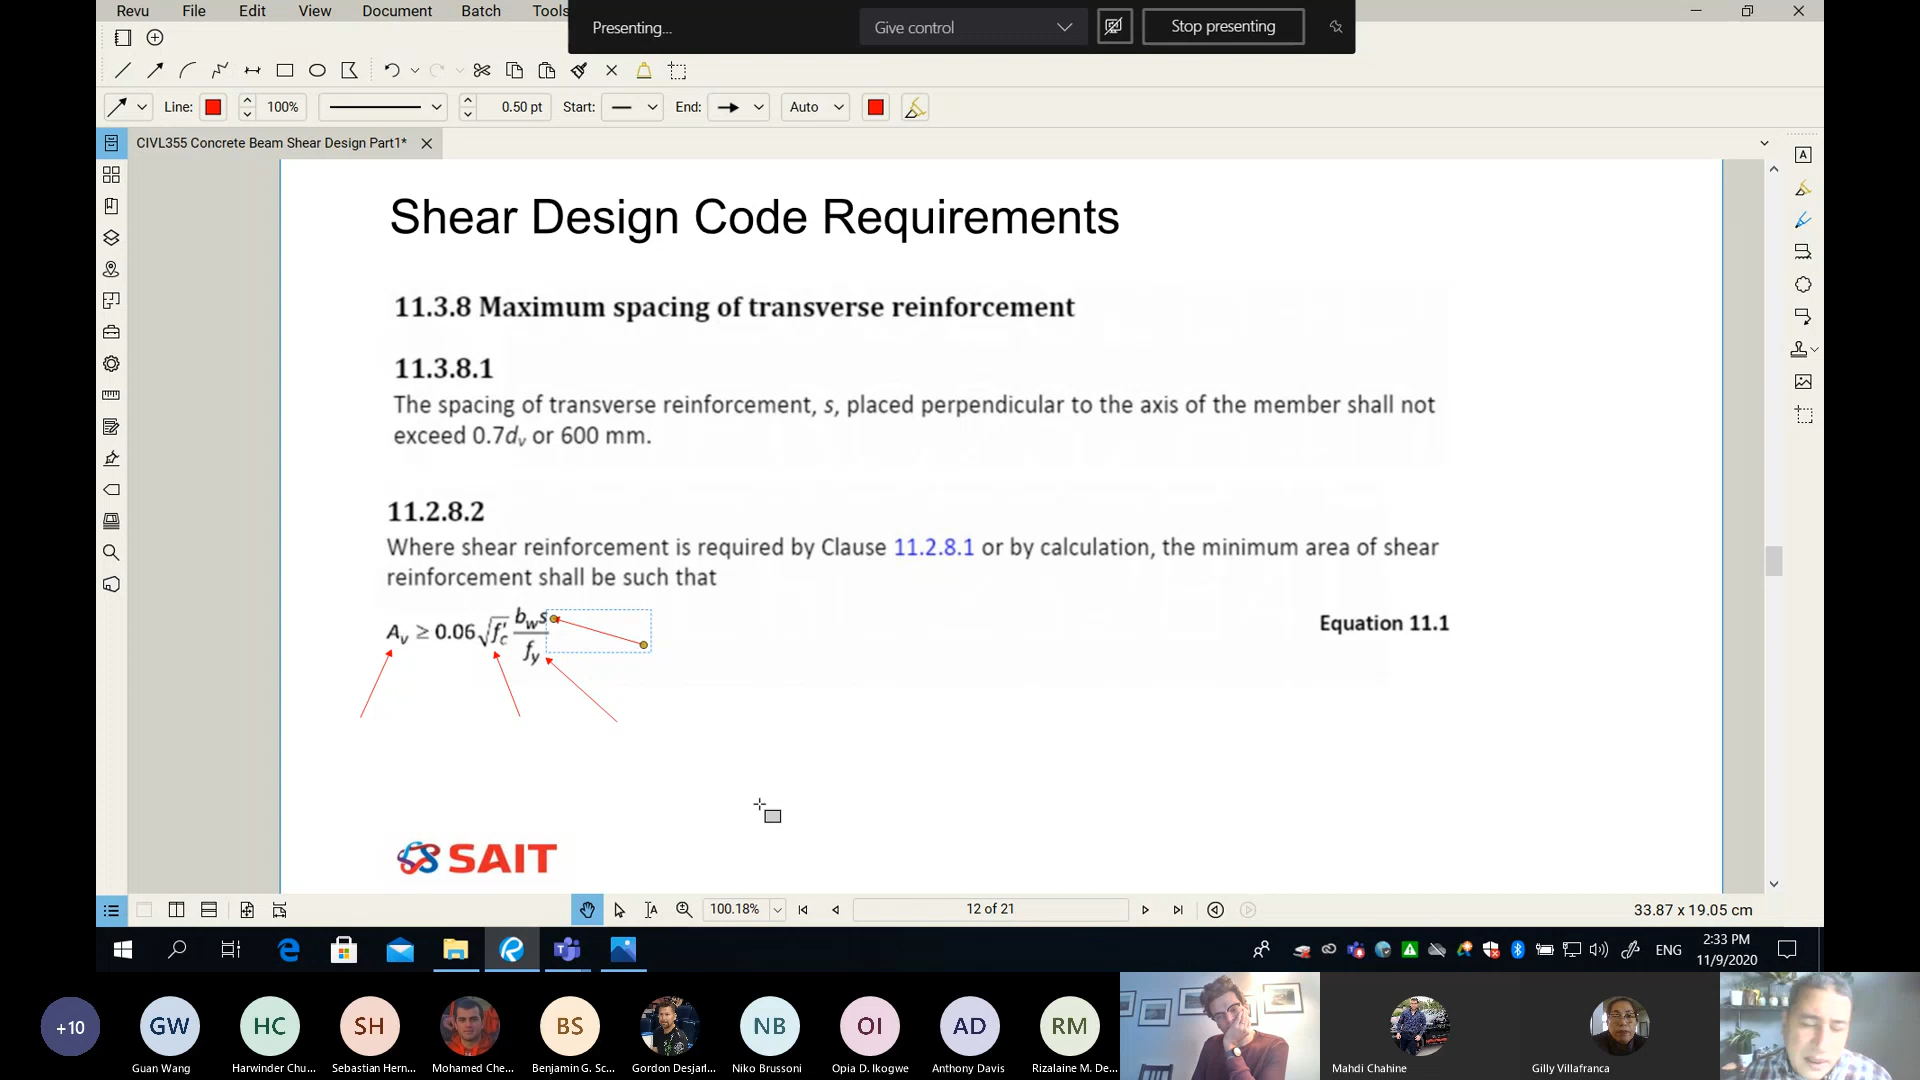 Revu File Edit View Document Batch Tools
Presenting...
Give control
Stop presenting
Line: 100% 0.50 pt Start: End: Auto
CIVL355 Concrete Beam Shear Design Part1*
Shear Design Code Requirements
11.3.8 Maximum spacing of transverse reinforcement
11.3.8.1
The spacing of transverse reinforcement, s, placed perpendicular to the axis of the member shall not
exceed 0.7dᵥ or 600 mm.
11.2.8.2
Where shear reinforcement is required by Clause 11.2.8.1 or by calculation, the minimum area of shear
reinforcement shall be such that
Aᵥ ≥ 0.06√f'c bws/fy
Equation 11.1
SAIT
100.18% 12 of 21 33.87 x 19.05 cm
ENG
2:33 PM
11/9/2020
+10 GW HC SH BS NB OI AD RM
Guan Wang Harwinder Chu... Sebastian Hern... Mohamed Che... Benjamin G. Sc... Gordon Desjarl... Niko Brussoni Opia D. Ikogwe Anthony Davis Rizalaine M. De... Mahdi Chahine Gilly Villafranca